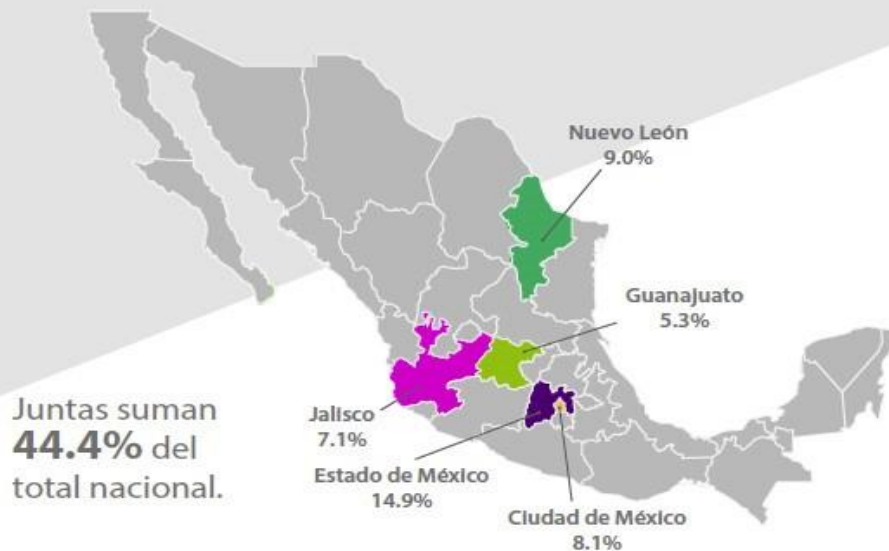 Nuevo León
9.0%
Guanajuato
5.3%
Jalisco
7.1%
Estado de México
14.9%
Ciudad de México
8.1%
Juntas suman
44.4% del
total nacional.